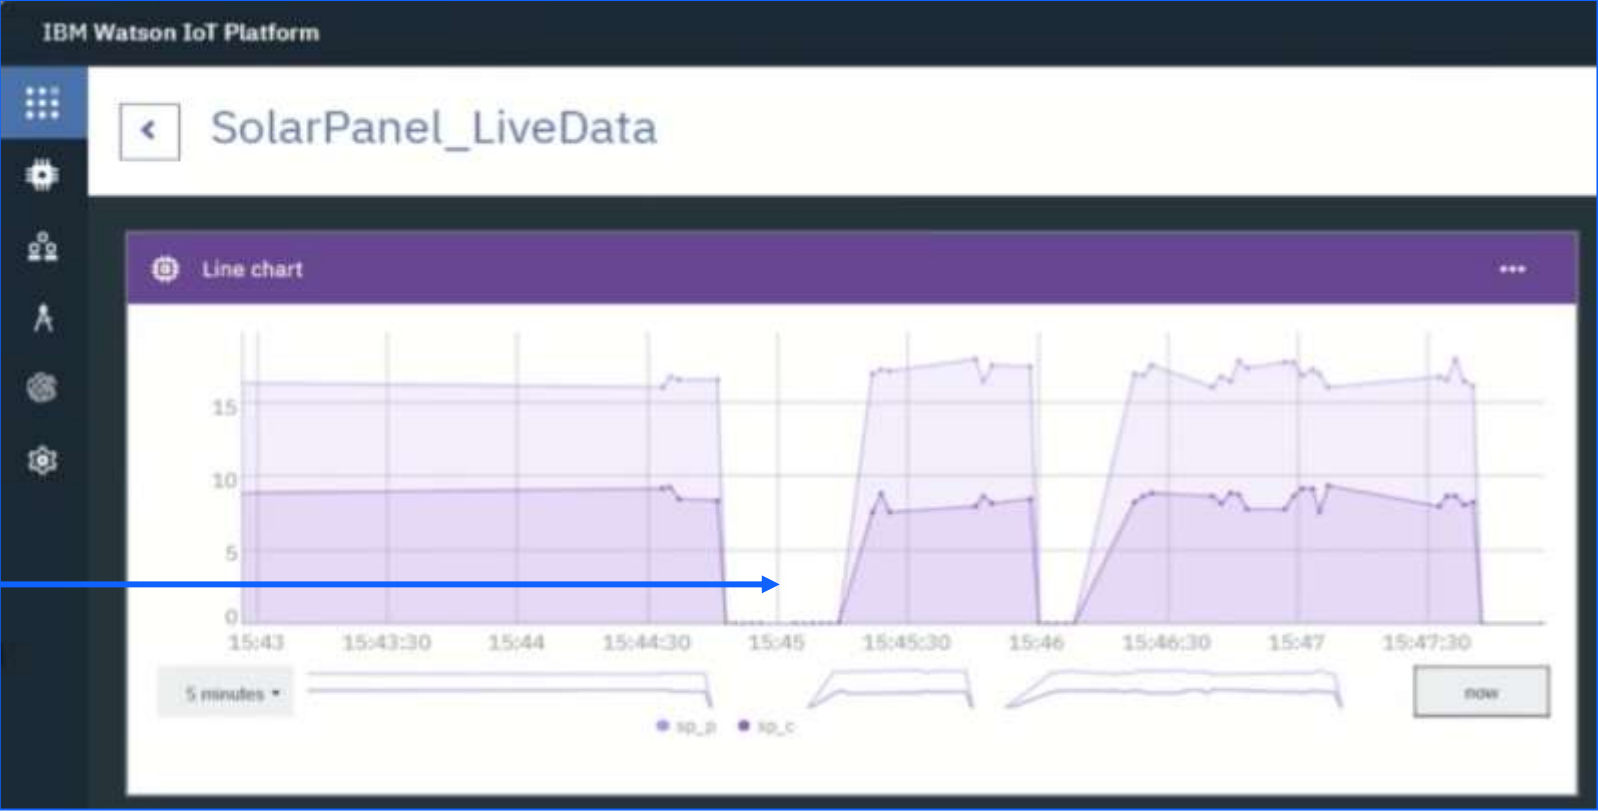 IBM Watson IoT Platform
SolarPanel_LiveData
Line chart
15
10
5
0
15:43 15:43:30 15:44 15:44:30 15:45 15:45:30 15:46 15:46:30 15:47 15:47:30
5 minutes
now
sp_p sp_c